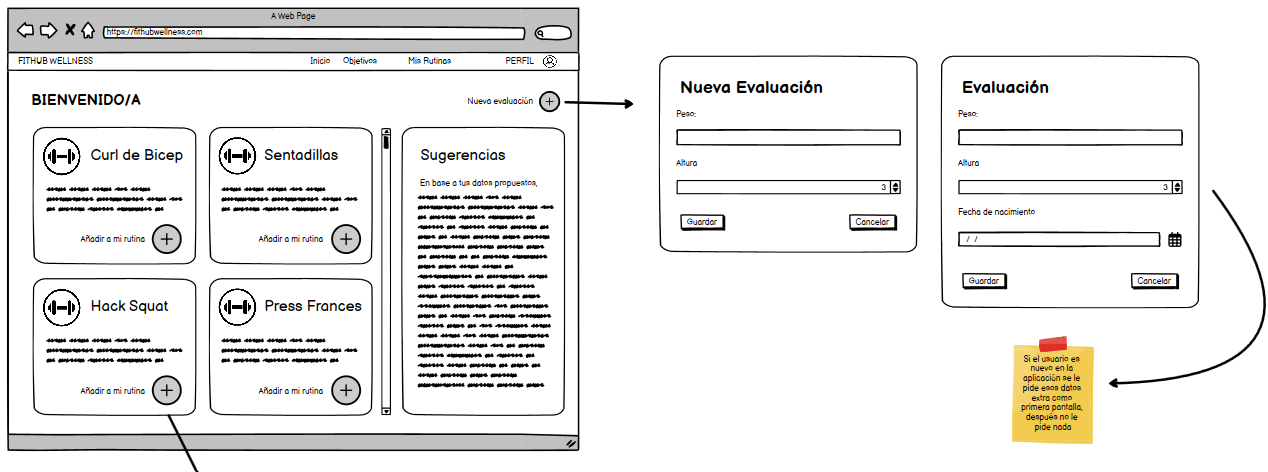 A Web Page
https://fithubwellness.com
FITHUB WELLNESS
Inicio
Objetivos
Mis Rutinas
PERFIL
BIENVENIDO/A
Nueva evaluación
Curl de Bicep
Añadir a mi rutina
Sentadillas
Añadir a mi rutina
Hack Squat
Añadir a mi rutina
Press Frances
Añadir a mi rutina
Sugerencias
En base a tus datos propuestos,
Nueva Evaluación
Peso:
Altura
3
Guardar
Cancelar
Evaluación
Peso:
Altura
3
Fecha de nacimiento
/ /
Guardar
Cancelar
Si el usuario es
nuevo en la
aplicación se le
pide esos datos
extra como
primera pantalla,
después no le
pide nada